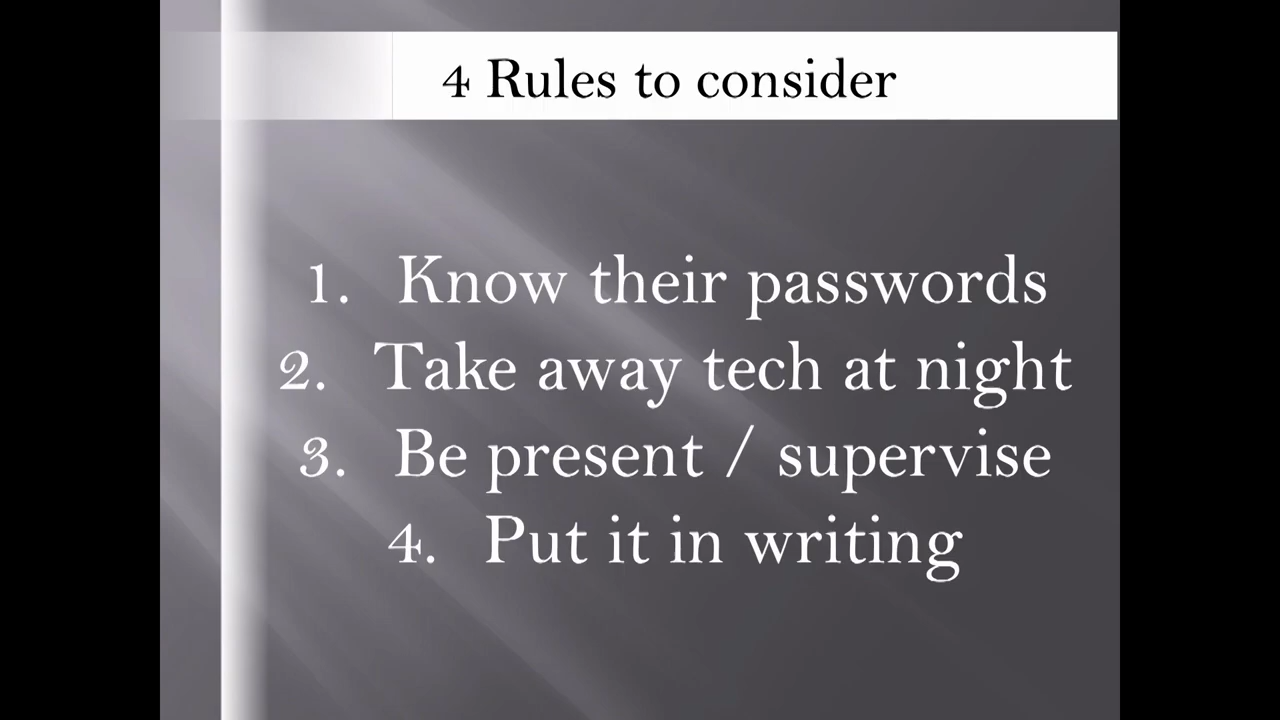 4 Rules to consider
1. Know their passwords
2. Take away tech at night
3. Be present / supervise
4. Put it in writing